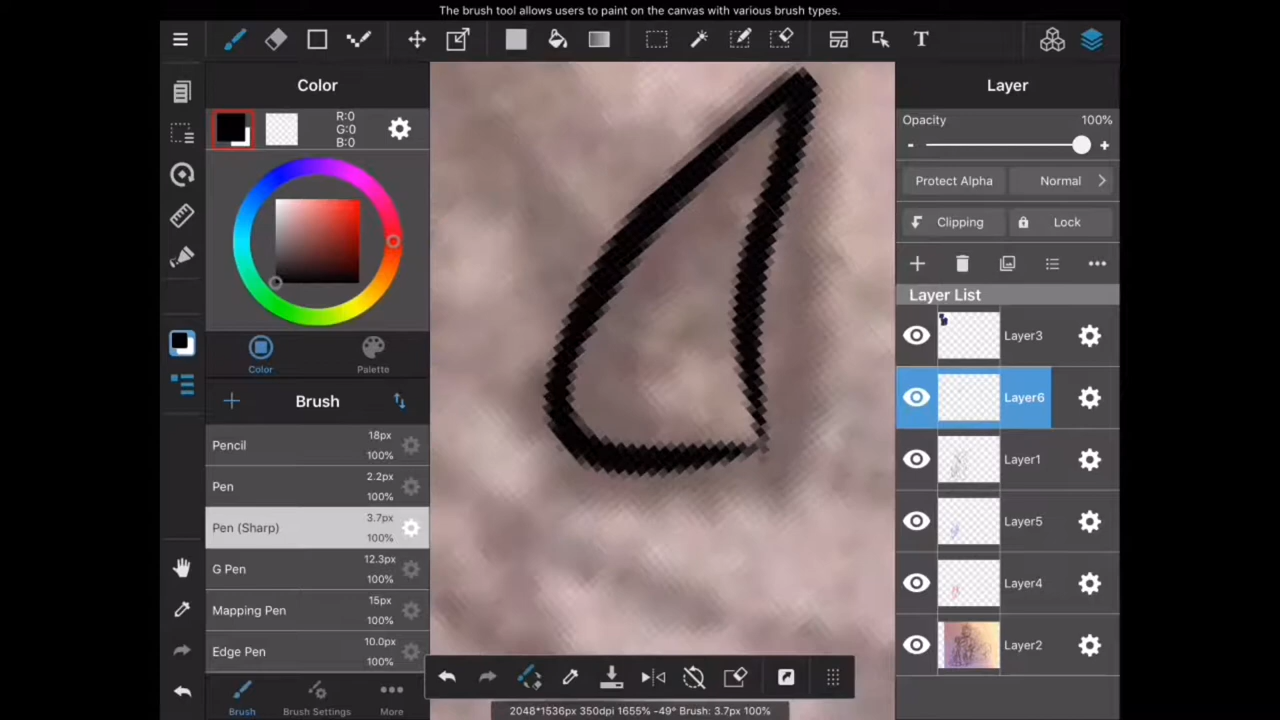 The brush tool allows users to paint on the canvas with various brush types.
T
Color
R:0
G:0
B:0
Color
Palette
Brush
Pencil
18px
100%
Pen
2.2px
100%
Pen (Sharp)
3.7px
100%
G Pen
12.3px
100%
Mapping Pen
15px
100%
Edge Pen
10.0px
100%
Brush
Brush Settings
More
2048*1536px 350dpi 1655% -49° Brush: 3.7px 100%
Layer
Opacity
100%
Protect Alpha
Normal
Clipping
Lock
Layer List
Layer3
Layer6
Layer1
Layer5
Layer4
Layer2